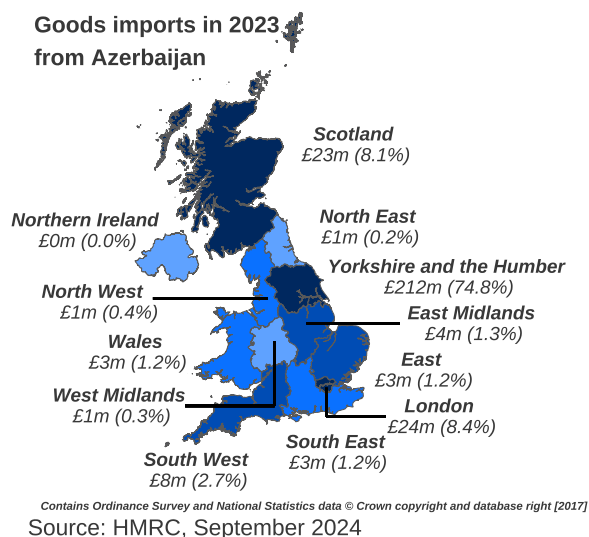 Goods imports in 2023
from Azerbaijan
Scotland
£23m (8.1%)
Northern Ireland
£0m (0.0%)
North East
£1m (0.2%)
Yorkshire and the Humber
£212m (74.8%)
North West
£1m (0.4%)
East Midlands
£4m (1.3%)
Wales
£3m (1.2%)
East
£3m (1.2%)
West Midlands
£1m (0.3%)
London
£24m (8.4%)
South East
£3m (1.2%)
South West
£8m (2.7%)
Contains Ordinance Survey and National Statistics data © Crown copyright and database right [2017]
Source: HMRC, September 2024